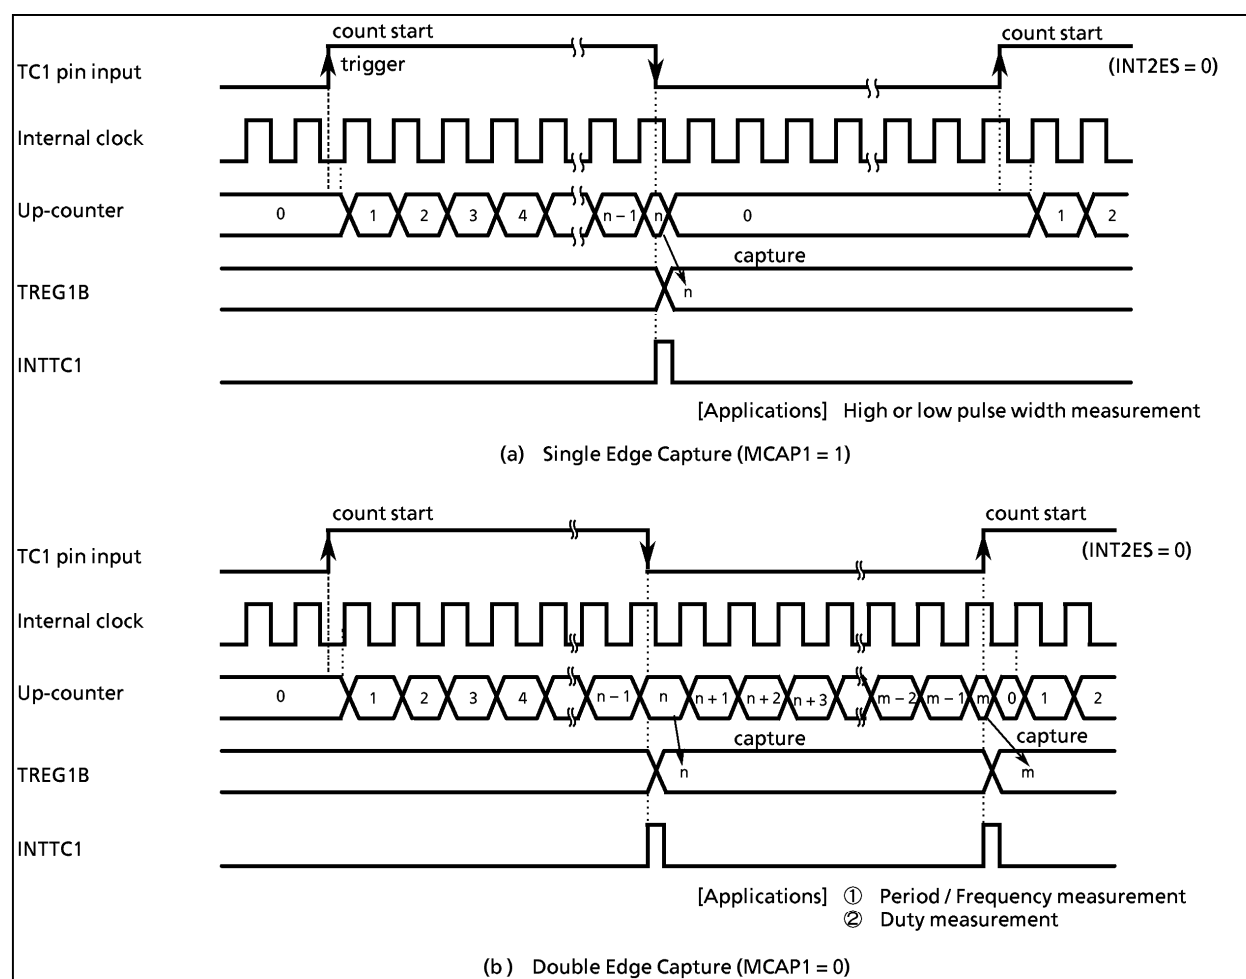 count start
count start
TC1 pin input
trigger
(INT2ES = 0)
Internal clock
Up-counter
0 1 2 3 4 n – 1 n 0 1 2
capture
TREG1B
n
INTTC1
[Applications] High or low pulse width measurement
(a) Single Edge Capture (MCAP1 = 1)
count start
count start
TC1 pin input
(INT2ES = 0)
Internal clock
Up-counter
0 1 2 3 4 n – 1 n n + 1 n + 2 n + 3 m – 2 m – 1 m 0 1 2
capture
capture
TREG1B
n
m
INTTC1
[Applications] ① Period / Frequency measurement
② Duty measurement
(b) Double Edge Capture (MCAP1 = 0)